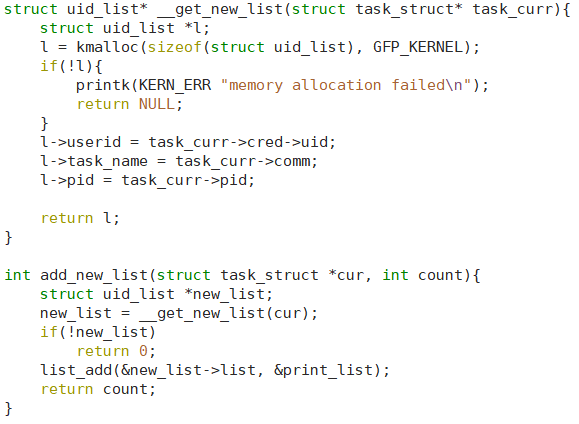 struct uid_list* __get_new_list(struct task_struct* task_curr){
    struct uid_list *l;
    l = kmalloc(sizeof(struct uid_list), GFP_KERNEL);
    if(!l){
        printk(KERN_ERR "memory allocation failed\n");
        return NULL;
    }
    l->userid = task_curr->cred->uid;
    l->task_name = task_curr->comm;
    l->pid = task_curr->pid;

    return l;
}

int add_new_list(struct task_struct *cur, int count){
    struct uid_list *new_list;
    new_list = __get_new_list(cur);
    if(!new_list)
        return 0;
    list_add(&new_list->list, &print_list);
    return count;
}